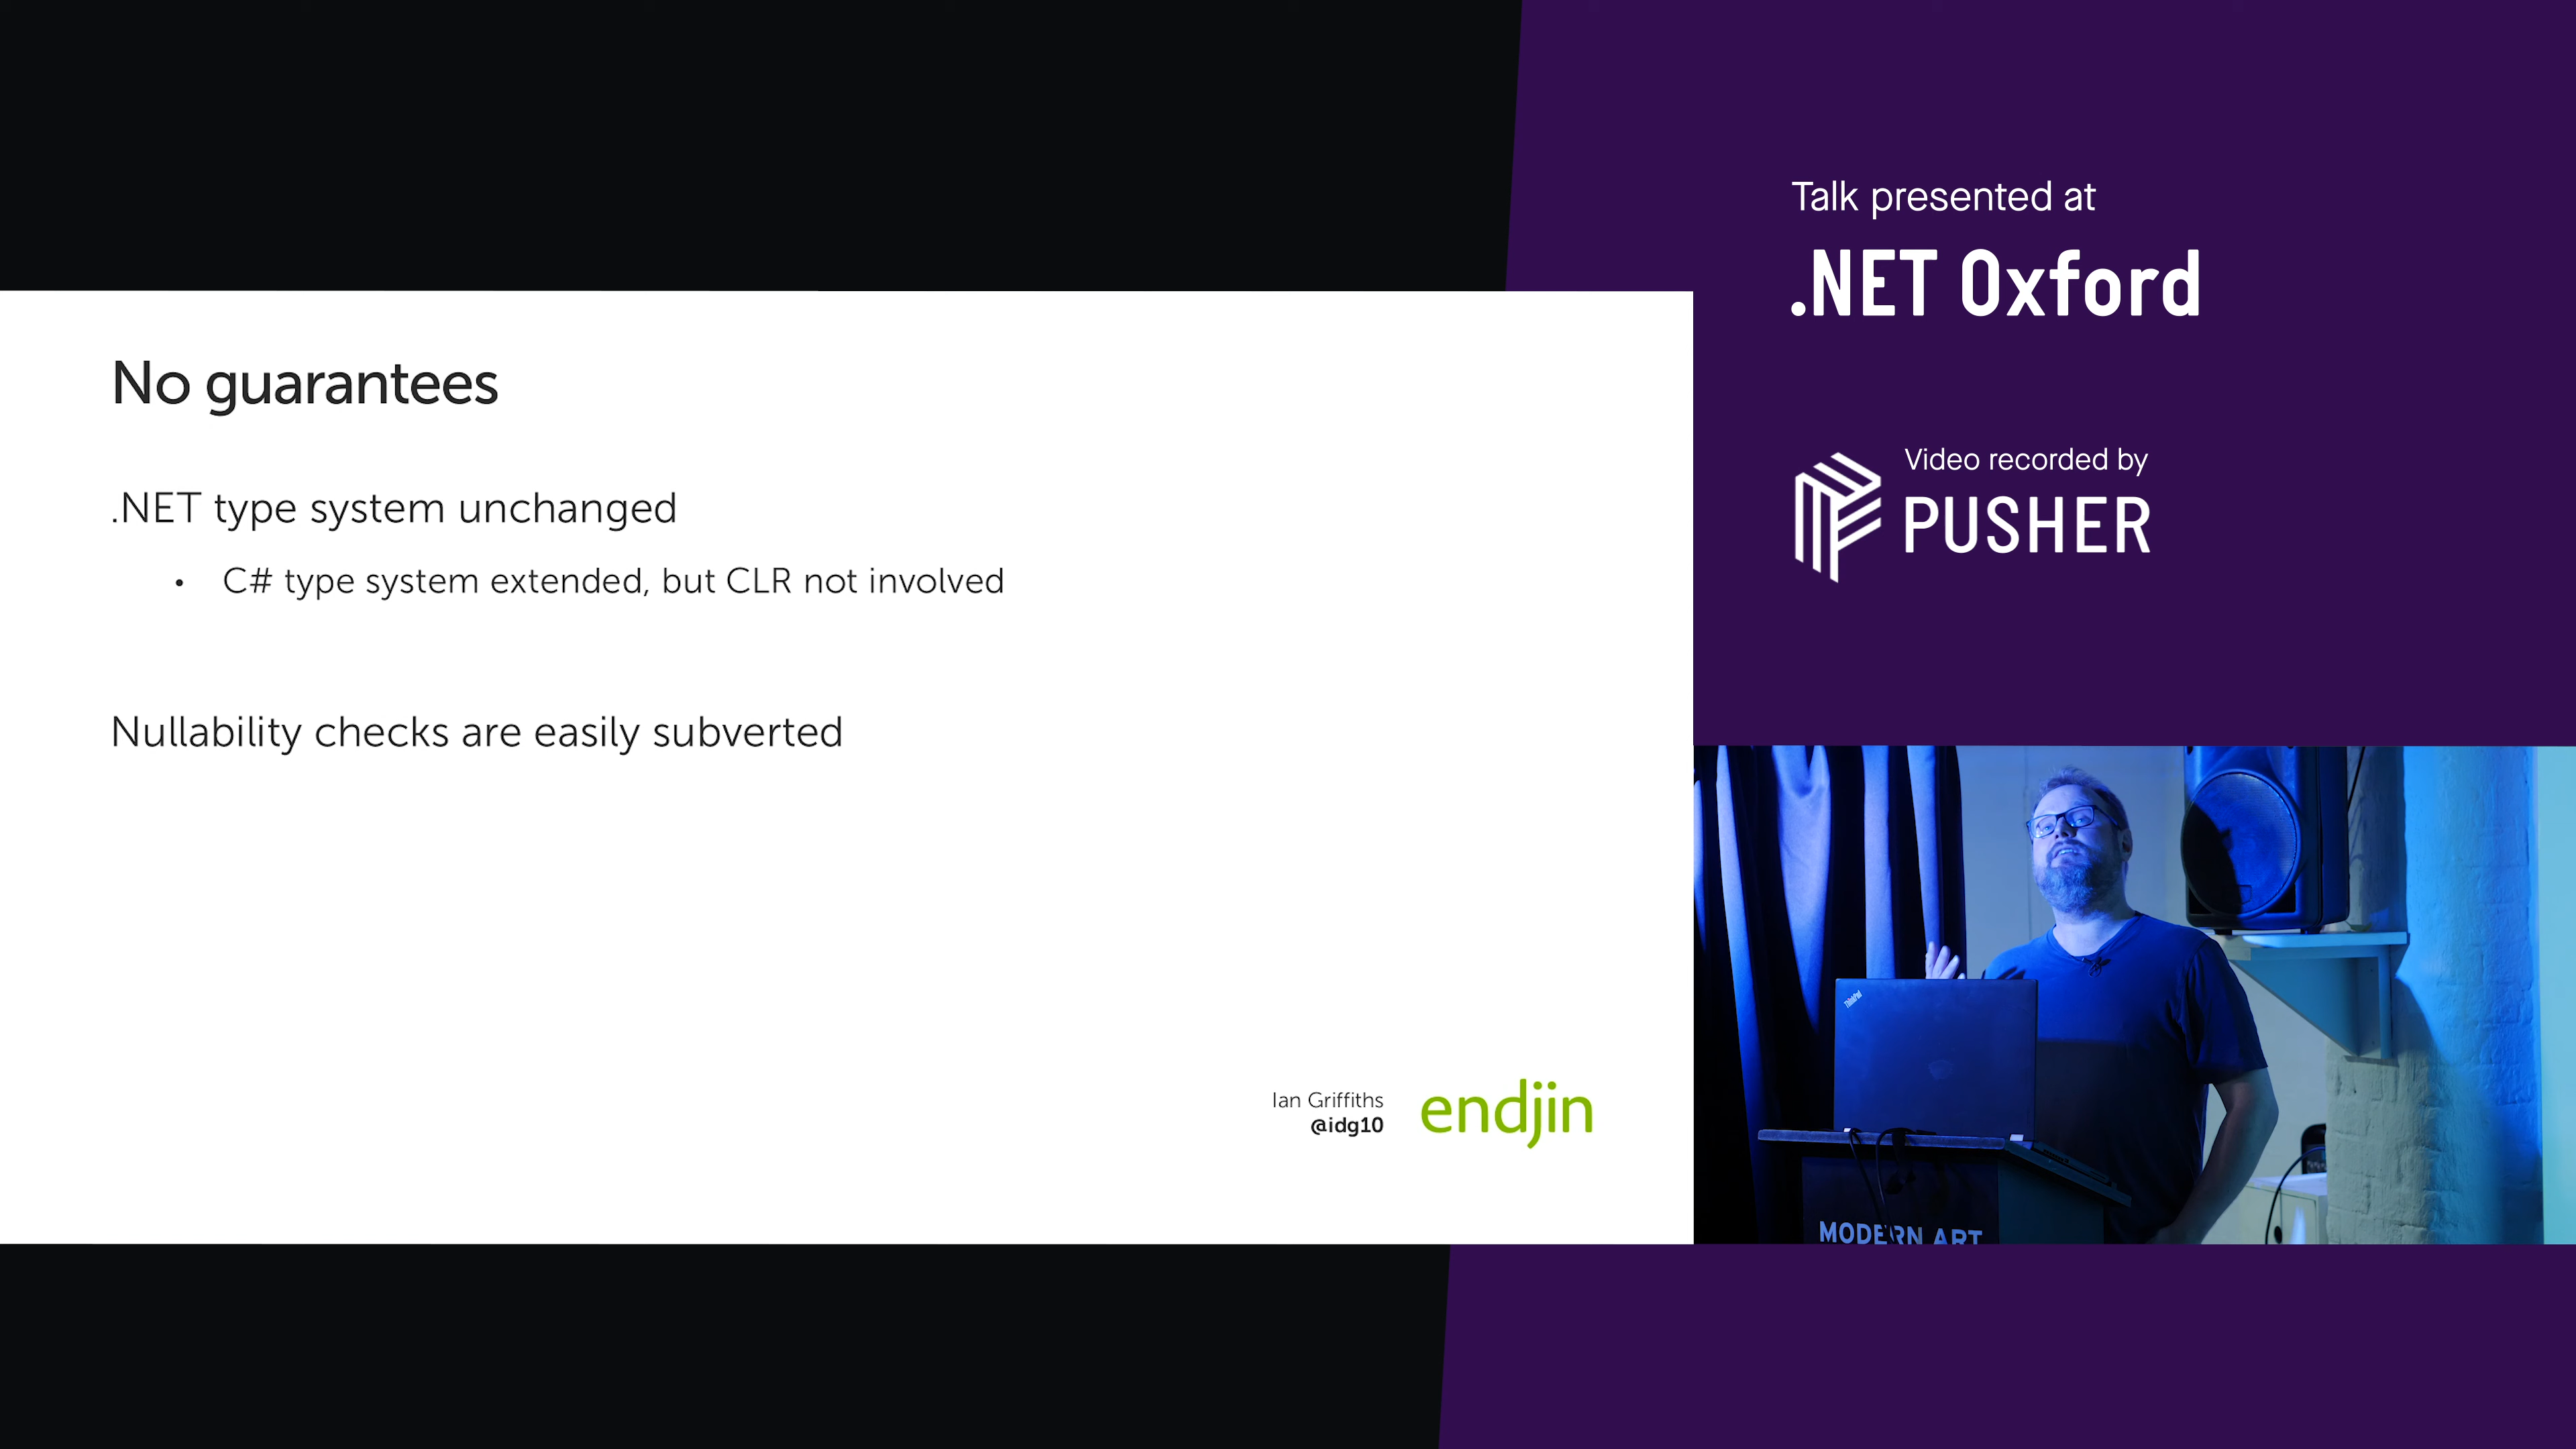 No guarantees
.NET type system unchanged
• C# type system extended, but CLR not involved
Nullability checks are easily subverted
Ian Griffiths
@idg10
endjin
Talk presented at
.NET Oxford
Video recorded by
PUSHER
ThinkPad
MODERN ART